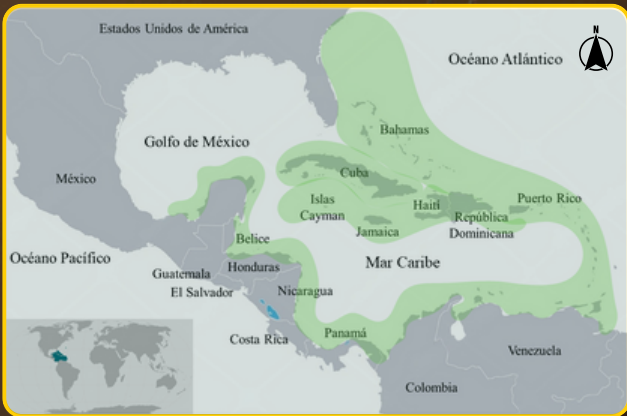 Estados Unidos de América
N
Océano Atlántico
Golfo de México
Bahamas
México
Cuba
Puerto Rico
Islas
Cayman
Haití
República
Dominicana
Jamaica
Belice
Océano Pacífico
Mar Caribe
Guatemala
Honduras
El Salvador
Nicaragua
Costa Rica
Panamá
Venezuela
Colombia